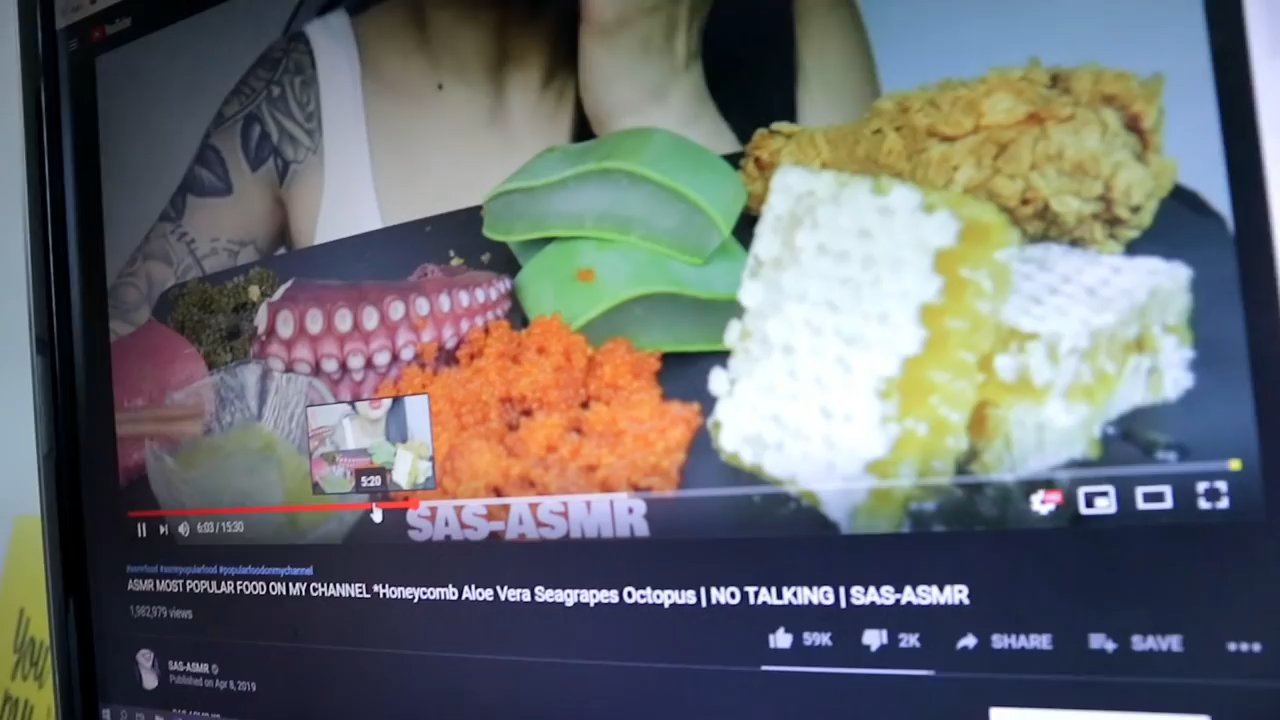 YouTube
5:20
6:03 / 15:30
SAS-ASMR
#asmrfood #asmrpopularfood #popularfoodonmychannel
ASMR MOST POPULAR FOOD ON MY CHANNEL *Honeycomb Aloe Vera Seagrapes Octopus | NO TALKING | SAS-ASMR
1,982,979 views
59K
2K
SHARE
SAVE
SAS-ASMR
Published on Apr 8, 2019
You